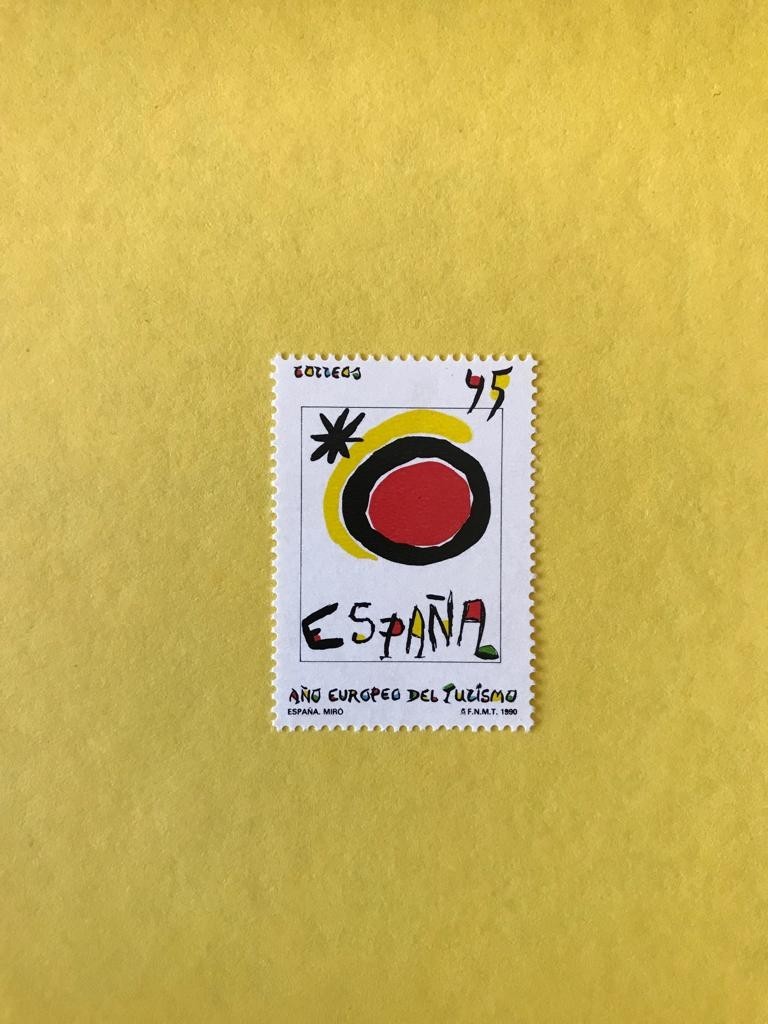 correos
45
ESPAÑA
AÑO EUROPEO DEL TURISMO
ESPAÑA. MIRÓ
F.N.M.T. 1990